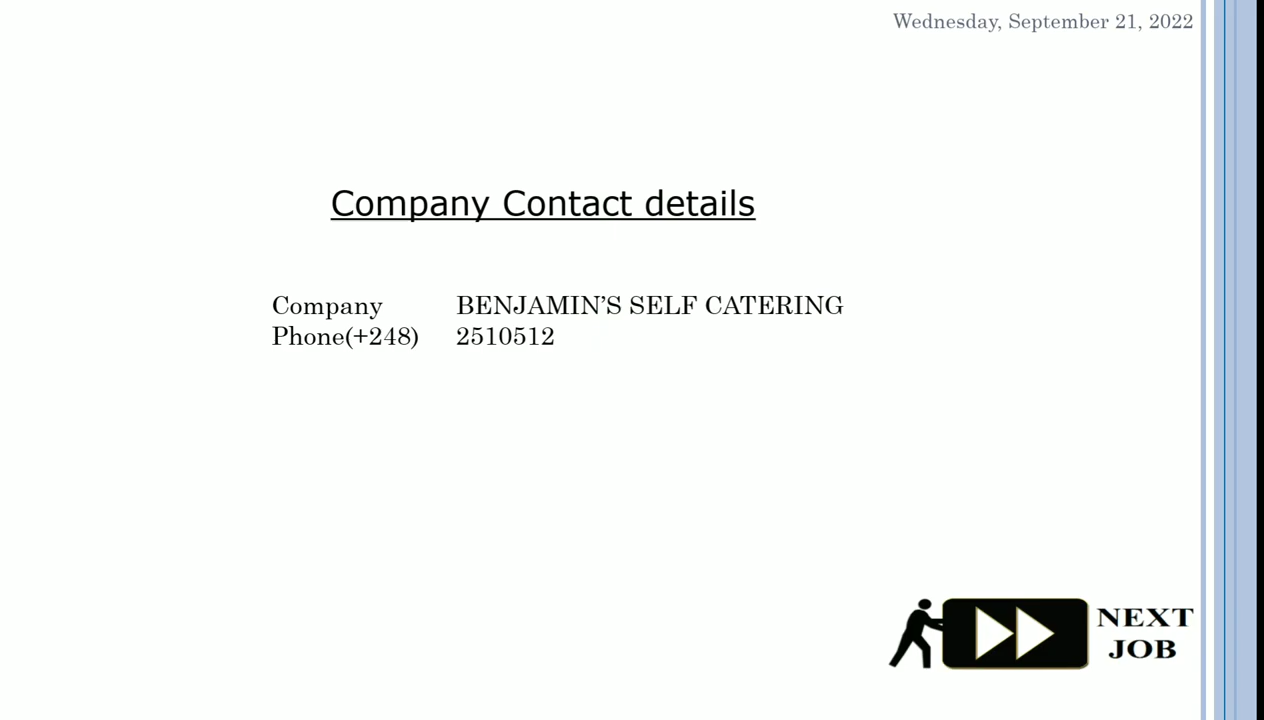 Wednesday, September 21, 2022
Company Contact details
Company BENJAMIN’S SELF CATERING
Phone(+248) 2510512
NEXT
JOB